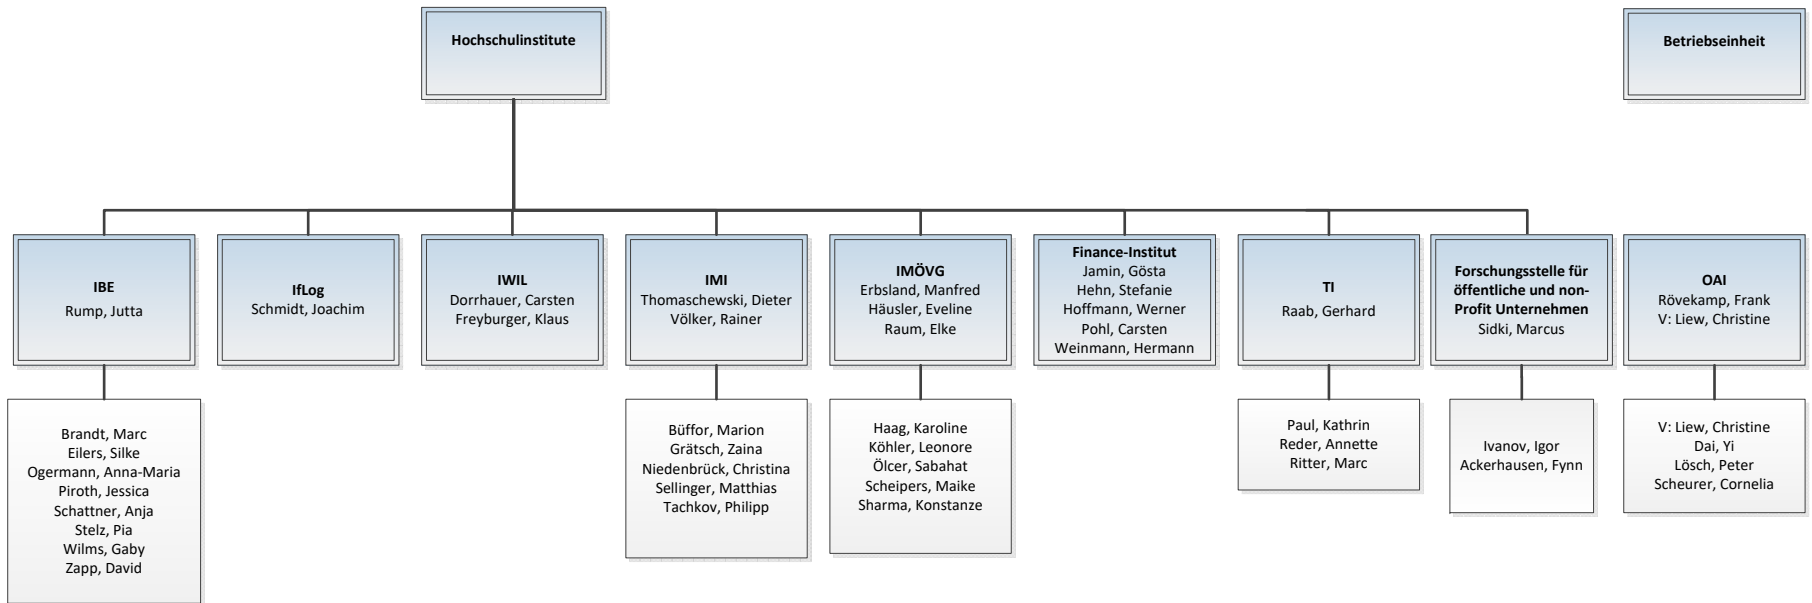 Hochschulinstitute
Betriebseinheit
IBE
Rump, Jutta
IfLog
Schmidt, Joachim
IWIL
Dorrhauer, Carsten
Freyburger, Klaus
IMI
Thomaschewski, Dieter
Völker, Rainer
IMÖVG
Erbsland, Manfred
Häusler, Eveline
Raum, Elke
Finance-Institut
Jamin, Gösta
Hehn, Stefanie
Hoffmann, Werner
Pohl, Carsten
Weinmann, Hermann
TI
Raab, Gerhard
Forschungsstelle für
öffentliche und non-
Profit Unternehmen
Sidki, Marcus
OAI
Rövekamp, Frank
V: Liew, Christine
Brandt, Marc
Eilers, Silke
Ogermann, Anna-Maria
Piroth, Jessica
Schattner, Anja
Stelz, Pia
Wilms, Gaby
Zapp, David
Büffor, Marion
Grätsch, Zaina
Niedenbrück, Christina
Sellinger, Matthias
Tachkov, Philipp
Haag, Karoline
Köhler, Leonore
Ölcer, Sabahat
Scheipers, Maike
Sharma, Konstanze
Paul, Kathrin
Reder, Annette
Ritter, Marc
Ivanov, Igor
Ackerhausen, Fynn
V: Liew, Christine
Dai, Yi
Lösch, Peter
Scheurer, Cornelia